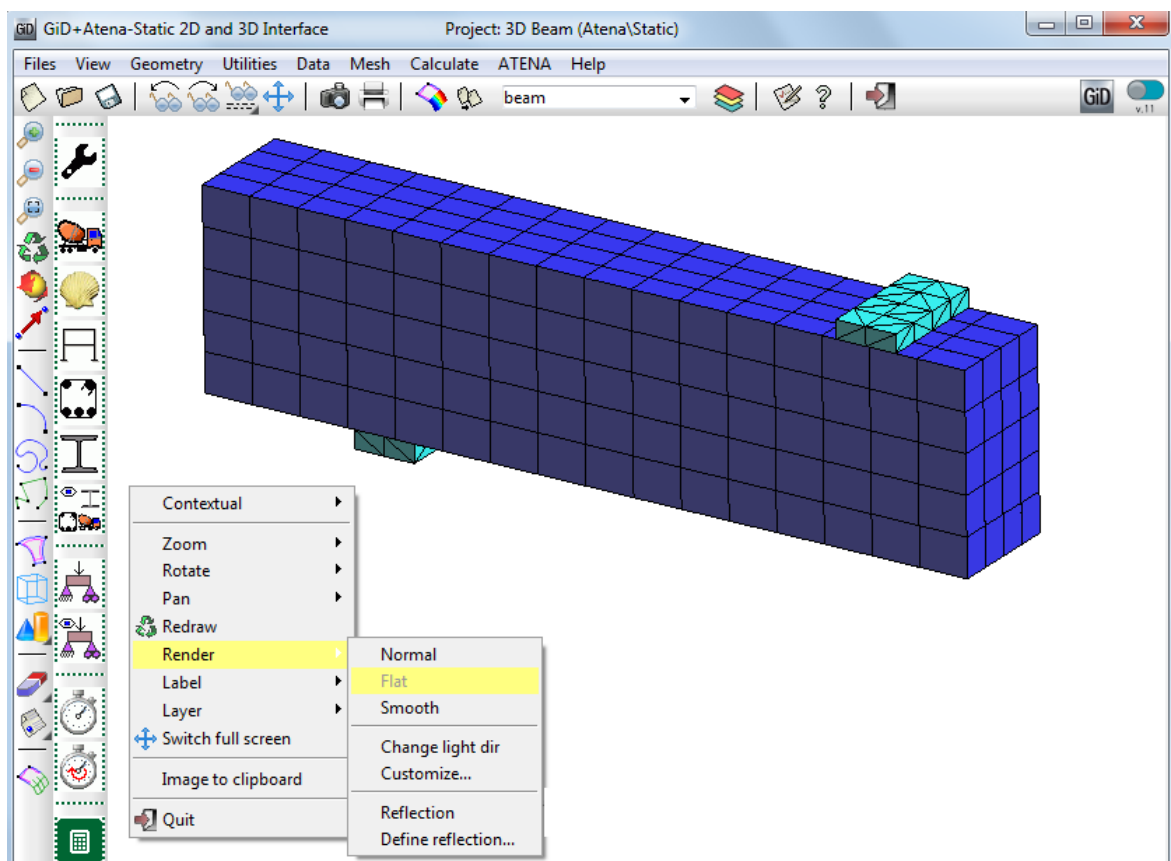 GiD GiD+Atena-Static 2D and 3D Interface Project: 3D Beam (Atena\Static)
Files View Geometry Utilities Data Mesh Calculate ATENA Help
beam GiD
v.11
Contextual
Zoom
Rotate
Pan
Redraw
Render
Label
Layer
Switch full screen
Image to clipboard
Quit
Normal
Flat
Smooth
Change light dir
Customize...
Reflection
Define reflection...